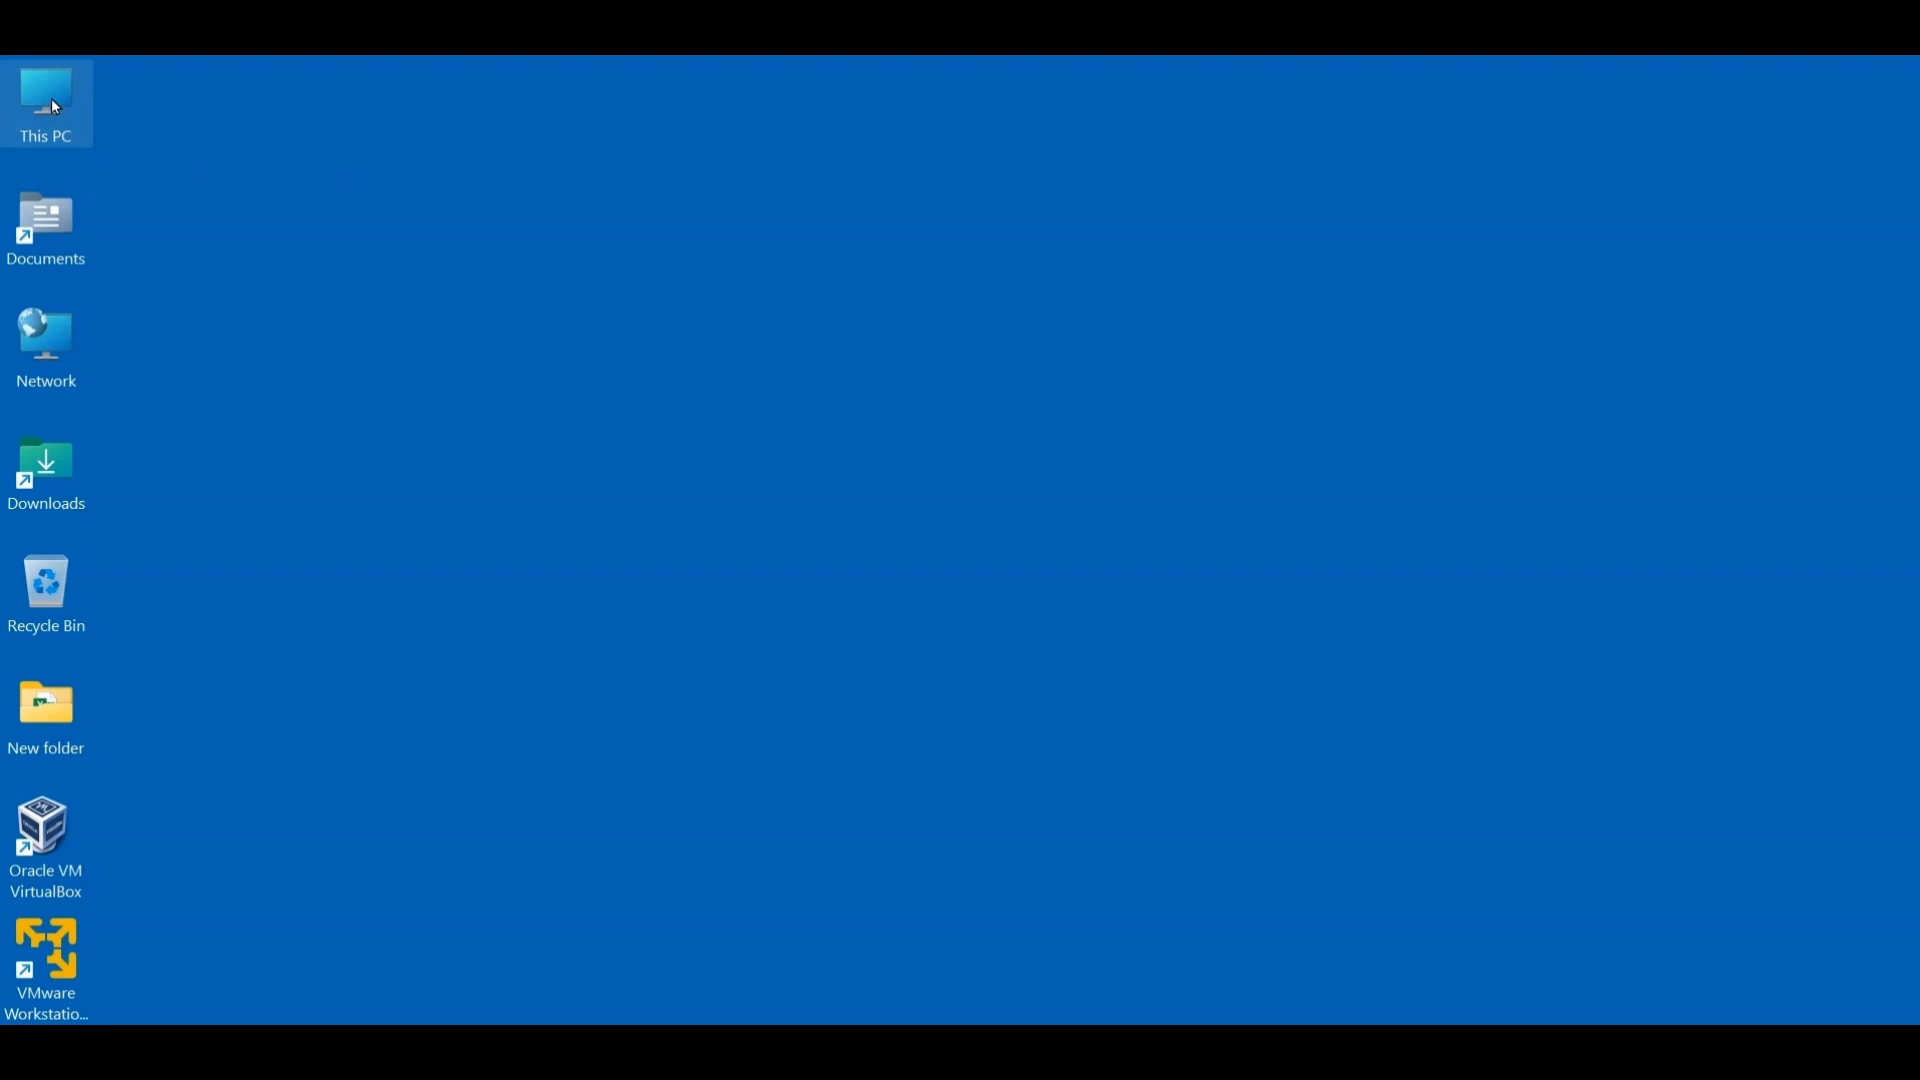 This PC
Documents
Network
Downloads
Recycle Bin
New folder
Oracle VM
VirtualBox
VMware
Workstatio...